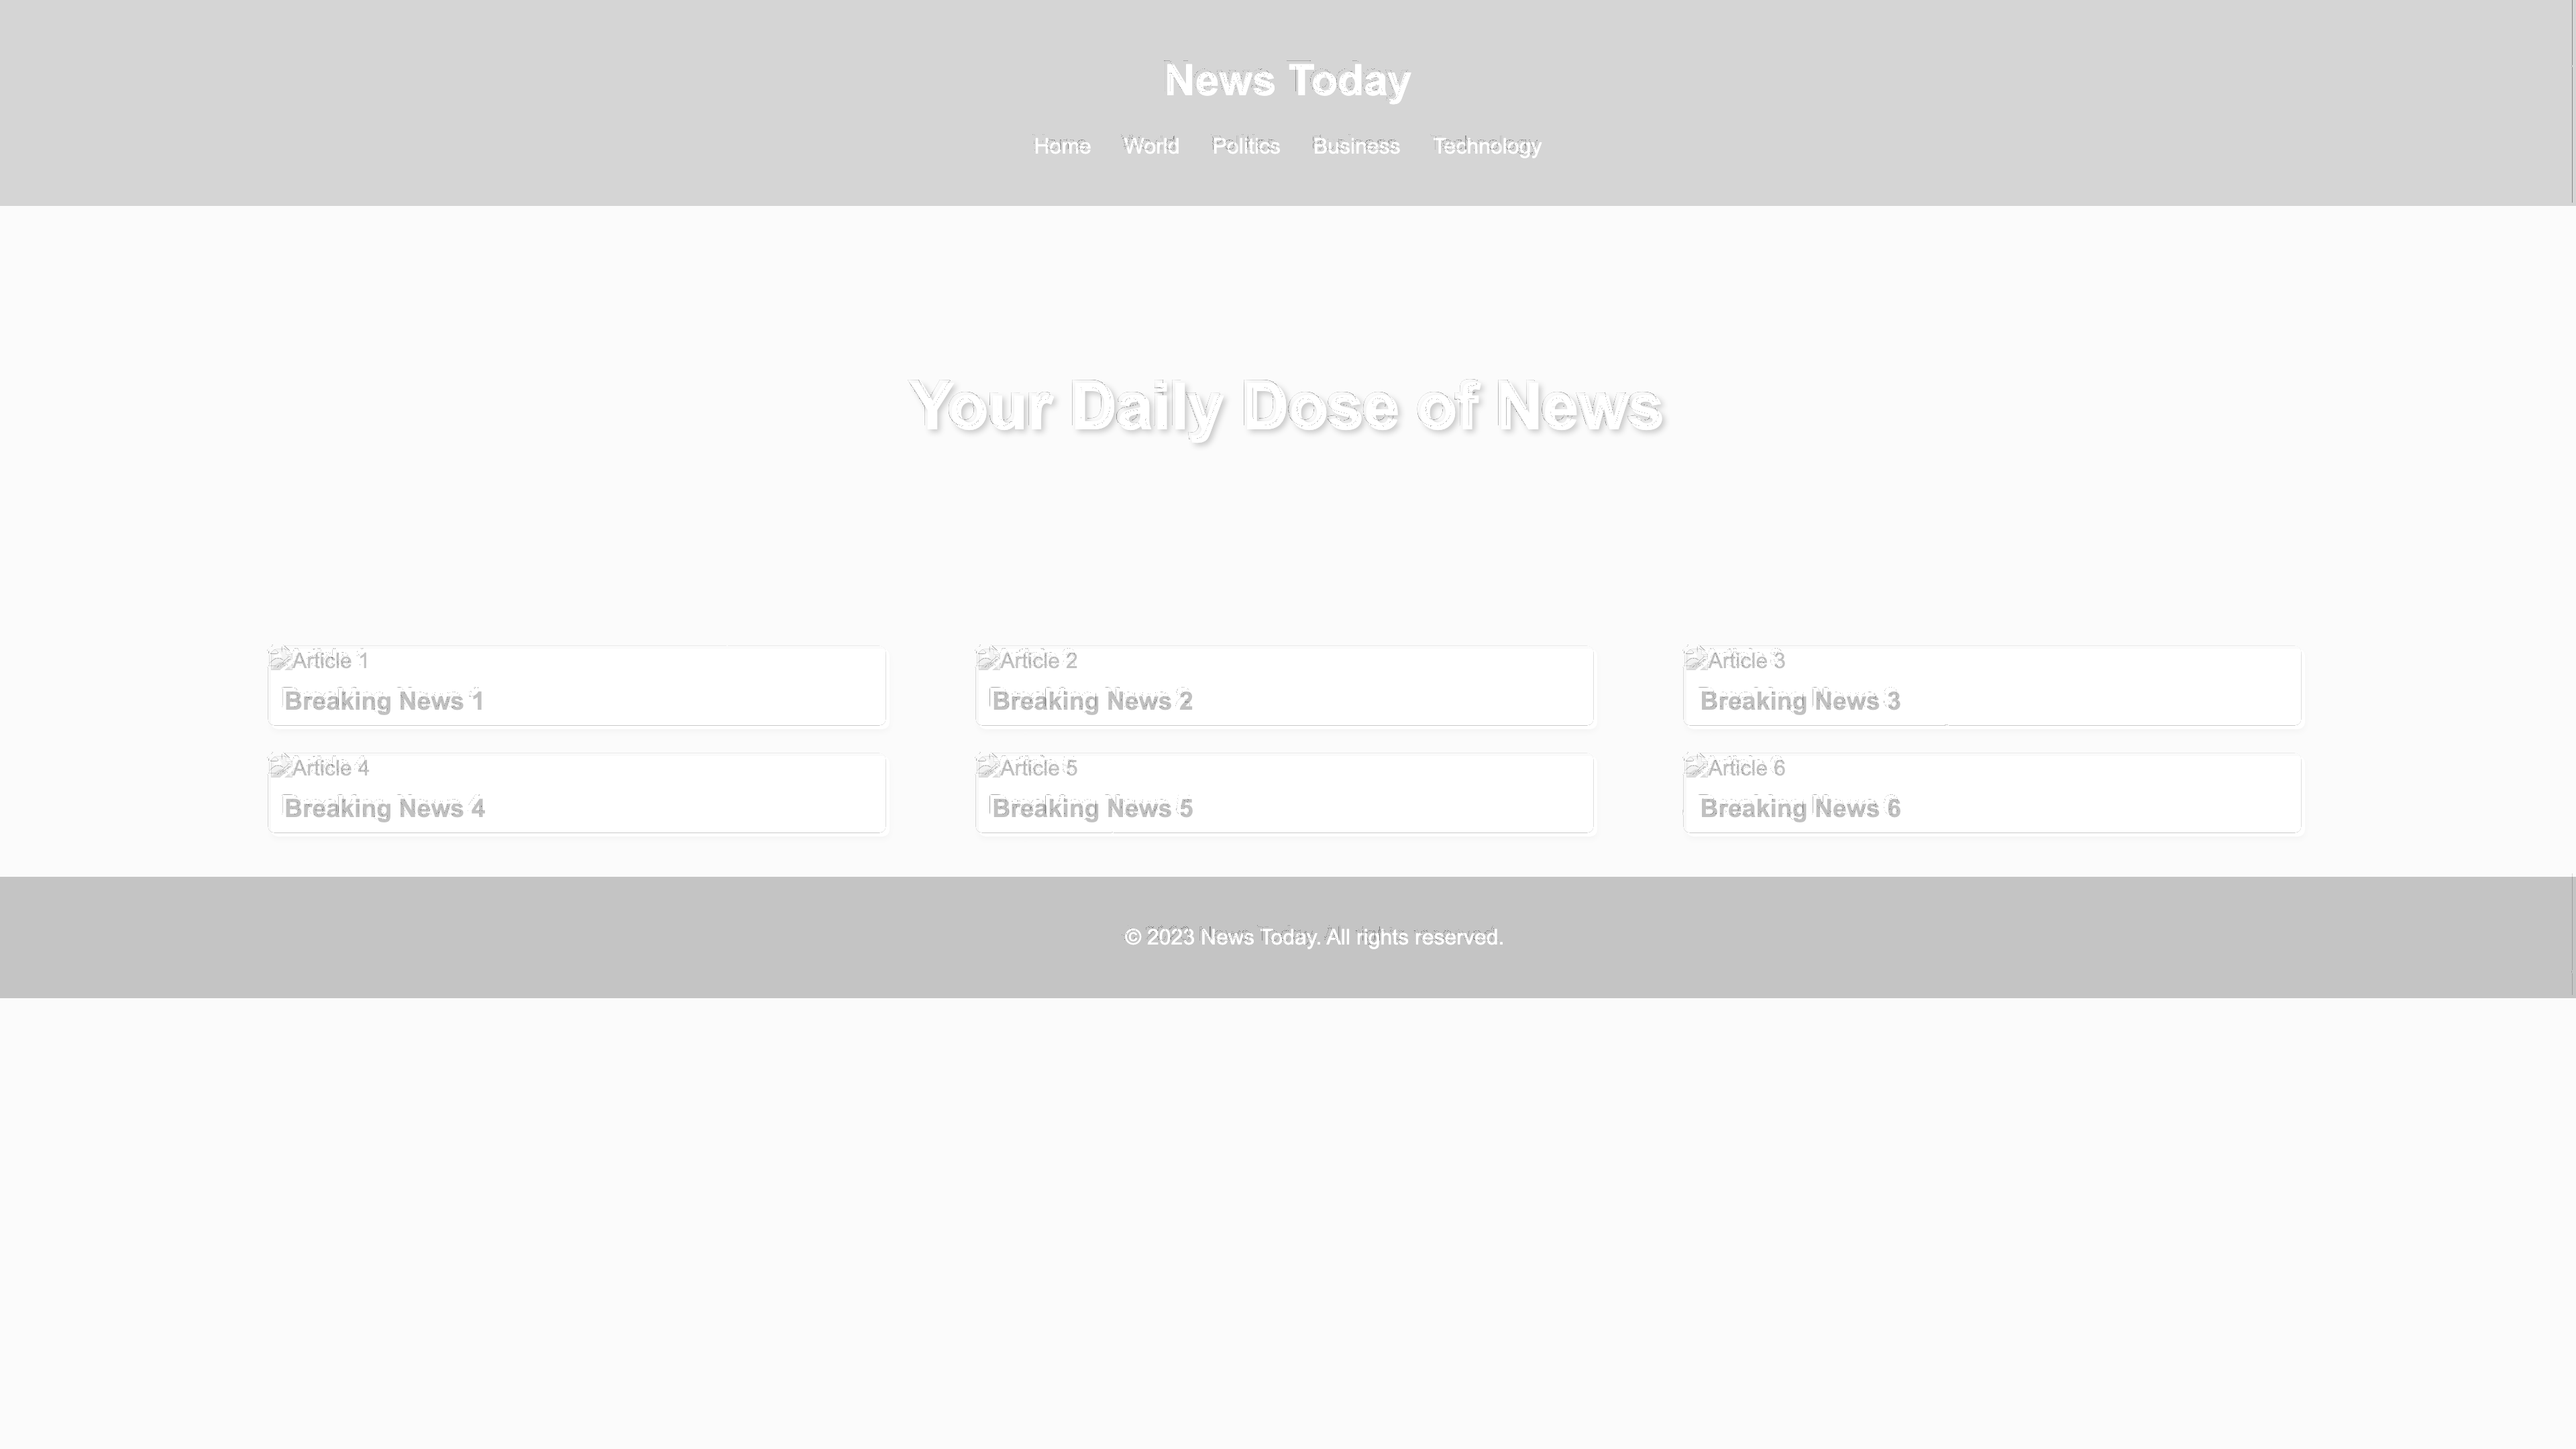 News Today
Home World Politics Business Technology
Your Daily Dose of News
Article 1 Article 2 Article 3
Breaking News 1 Breaking News 2 Breaking News 3
Article 4 Article 5 Article 6
Breaking News 4 Breaking News 5 Breaking News 6
© 2023 News Today. All rights reserved.